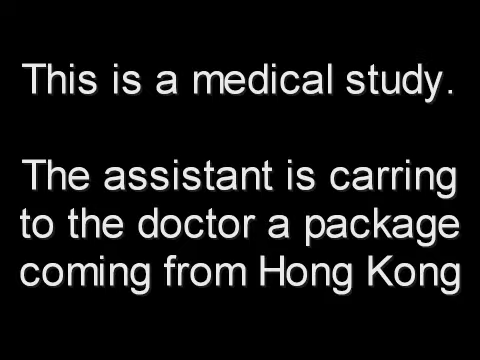 This is a medical study.
The assistant is carring
to the doctor a package
coming from Hong Kong